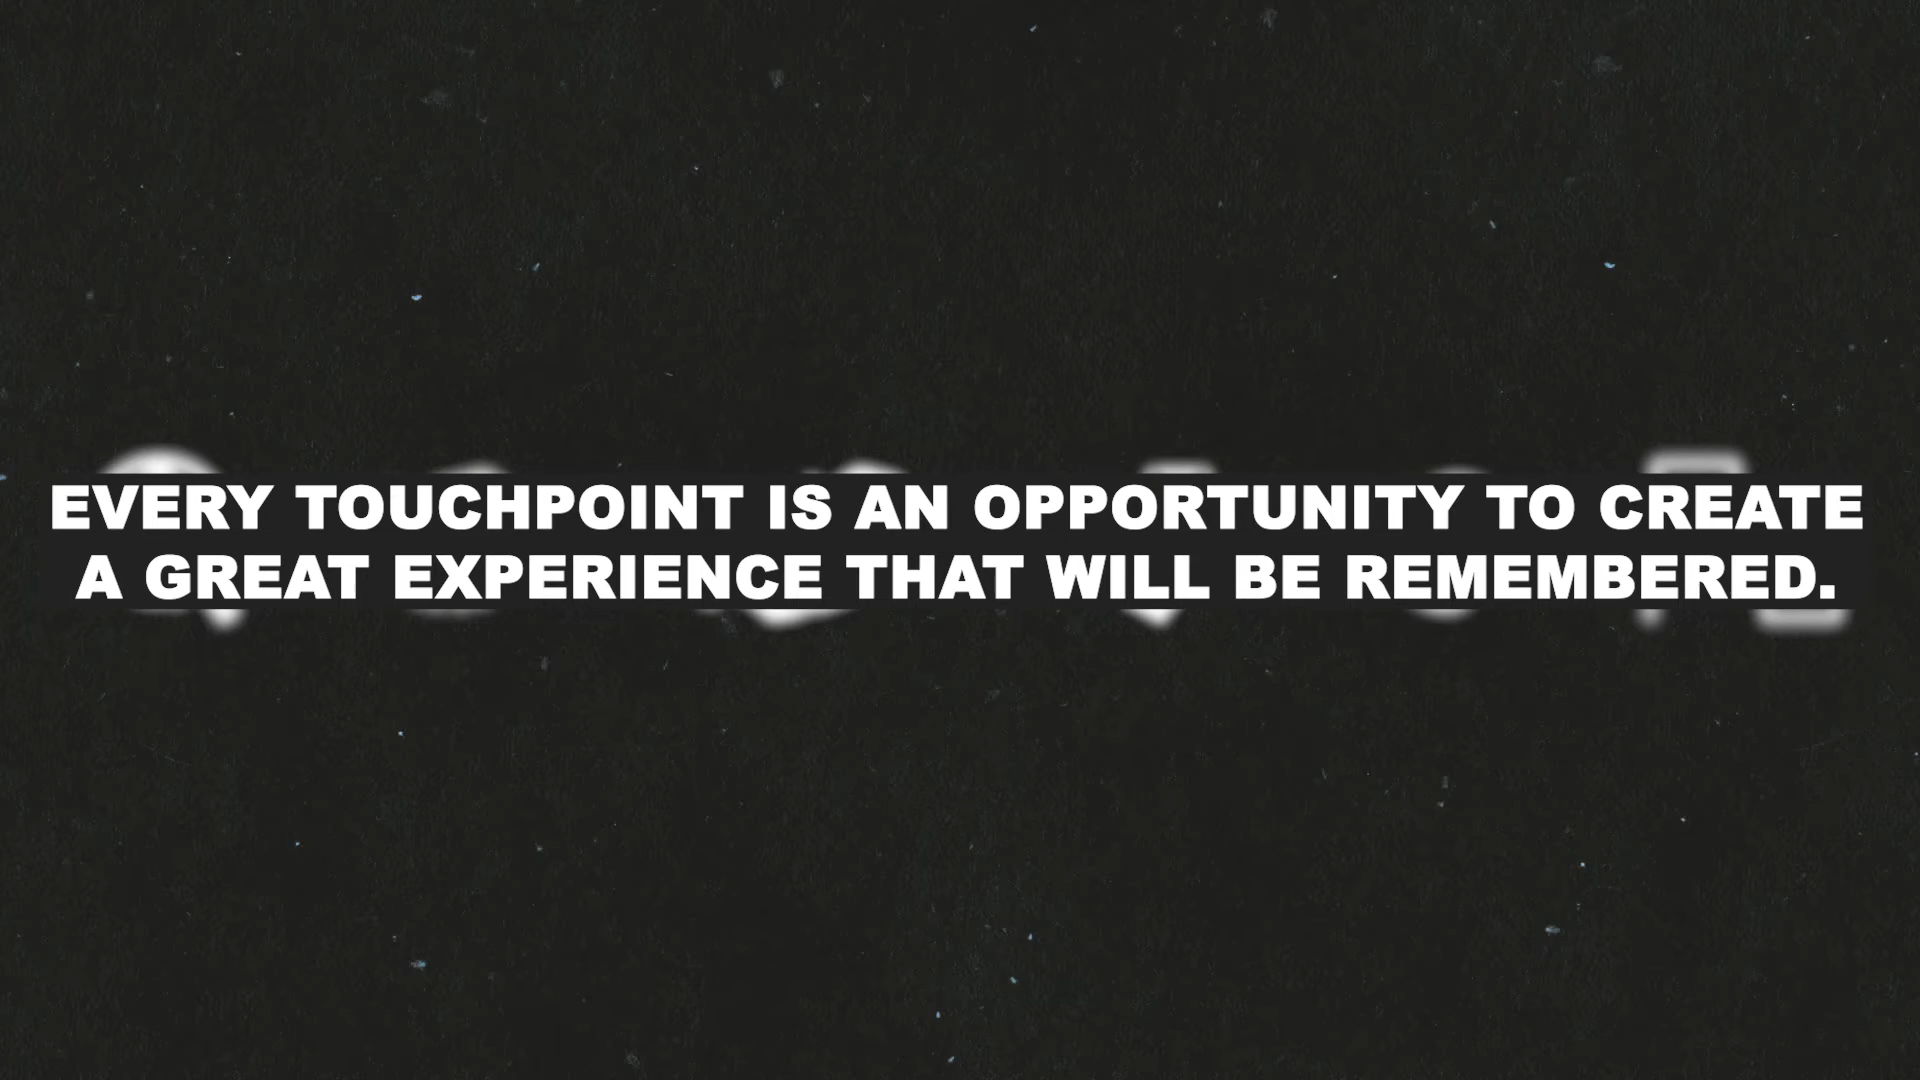 EVERY TOUCHPOINT IS AN OPPORTUNITY TO CREATE
A GREAT EXPERIENCE THAT WILL BE REMEMBERED.